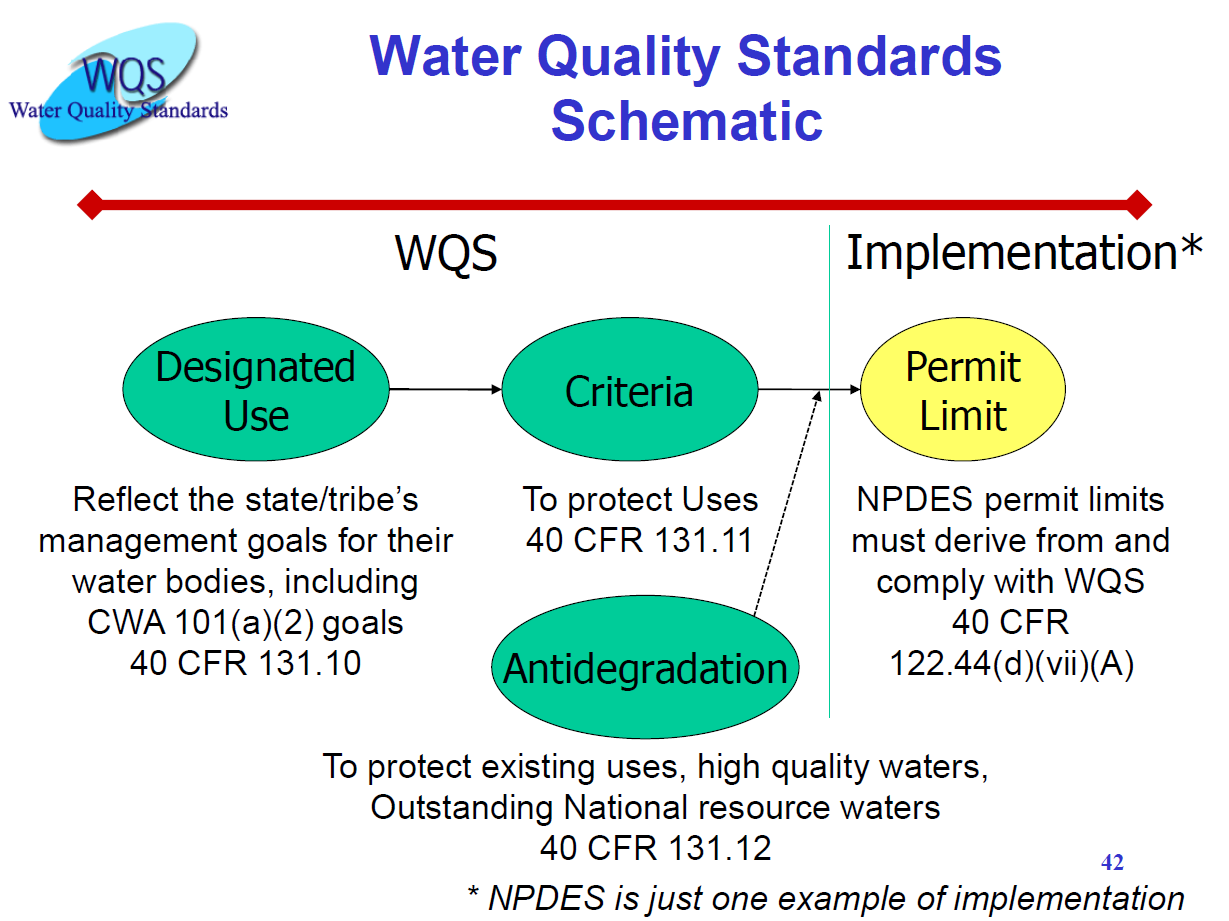 WQS
Water Quality Standards
Water Quality Standards
Schematic
WQS
Implementation*
Designated
Use
Criteria
Permit
Limit
Reflect the state/tribe’s
management goals for their
water bodies, including
CWA 101(a)(2) goals
40 CFR 131.10
To protect Uses
40 CFR 131.11
NPDES permit limits
must derive from and
comply with WQS
40 CFR
122.44(d)(vii)(A)
Antidegradation
To protect existing uses, high quality waters,
Outstanding National resource waters
40 CFR 131.12
42
* NPDES is just one example of implementation